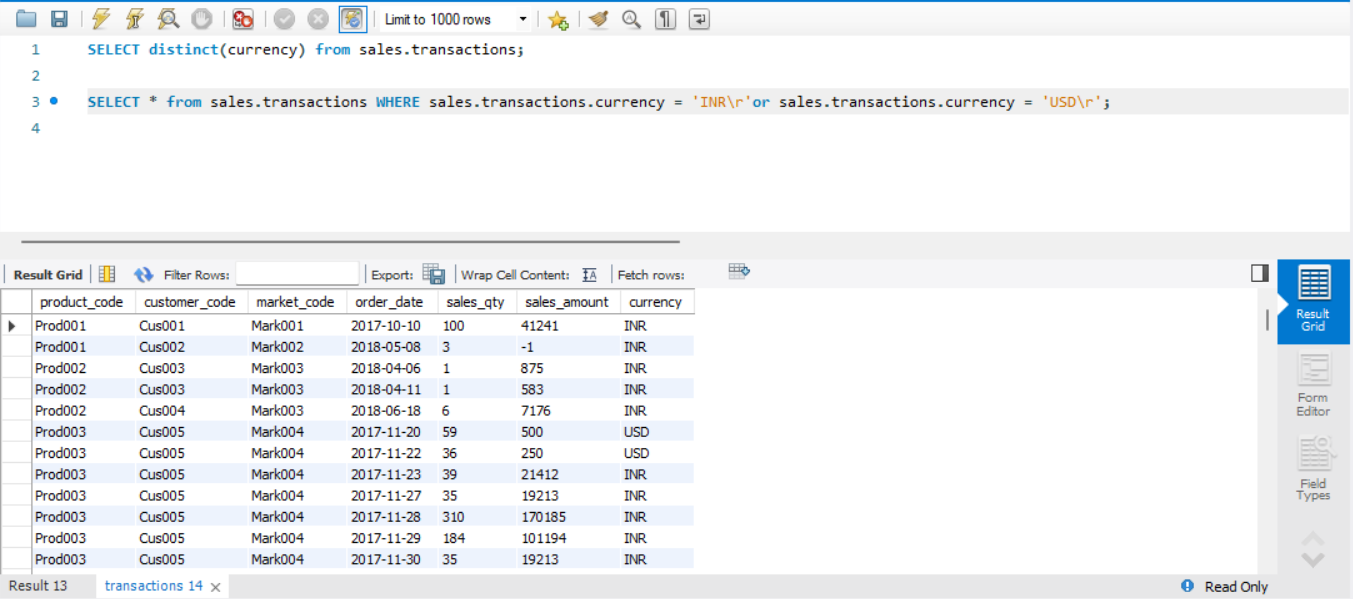 Limit to 1000 rows
1 SELECT distinct(currency) from sales.transactions;
2
3 SELECT * from sales.transactions WHERE sales.transactions.currency = 'INR\r'or sales.transactions.currency = 'USD\r';
4
Result Grid Filter Rows: Export: Wrap Cell Content: IA Fetch rows:
product_code customer_code market_code order_date sales_qty sales_amount currency
Prod001 Cus001 Mark001 2017-10-10 100 41241 INR
Prod001 Cus002 Mark002 2018-05-08 3 -1 INR
Prod002 Cus003 Mark003 2018-04-06 1 875 INR
Prod002 Cus003 Mark003 2018-04-11 1 583 INR
Prod002 Cus004 Mark003 2018-06-18 6 7176 INR
Prod003 Cus005 Mark004 2017-11-20 59 500 USD
Prod003 Cus005 Mark004 2017-11-22 36 250 USD
Prod003 Cus005 Mark004 2017-11-23 39 21412 INR
Prod003 Cus005 Mark004 2017-11-27 35 19213 INR
Prod003 Cus005 Mark004 2017-11-28 310 170185 INR
Prod003 Cus005 Mark004 2017-11-29 184 101194 INR
Prod003 Cus005 Mark004 2017-11-30 35 19213 INR
Result
Grid
Form
Editor
Field
Types
Result 13 transactions 14 Read Only